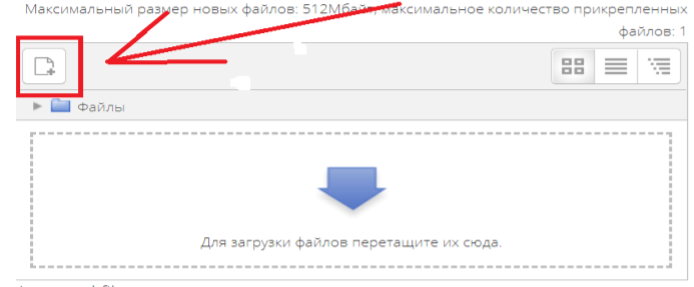 Максимальный размер новых файлов: 512Мбайт, максимальное количество прикрепленных
файлов: 1
Файлы
Для загрузки файлов перетащите их сюда.